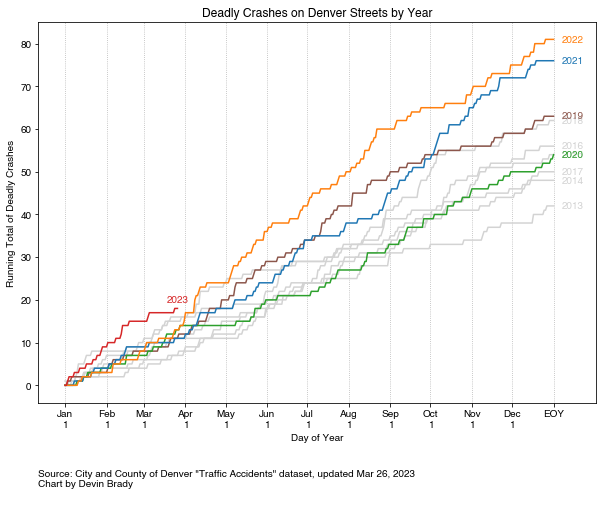 Deadly Crashes on Denver Streets by Year
Running Total of Deadly Crashes
80
70
60
50
40
30
20
10
0
2022
2021
2019
2016
2020
2017
2014
2013
2023
Jan 1
Feb 1
Mar 1
Apr 1
May 1
Jun 1
Jul 1
Aug 1
Sep 1
Oct 1
Nov 1
Dec 1
EOY
Day of Year
Source: City and County of Denver "Traffic Accidents" dataset, updated Mar 26, 2023
Chart by Devin Brady